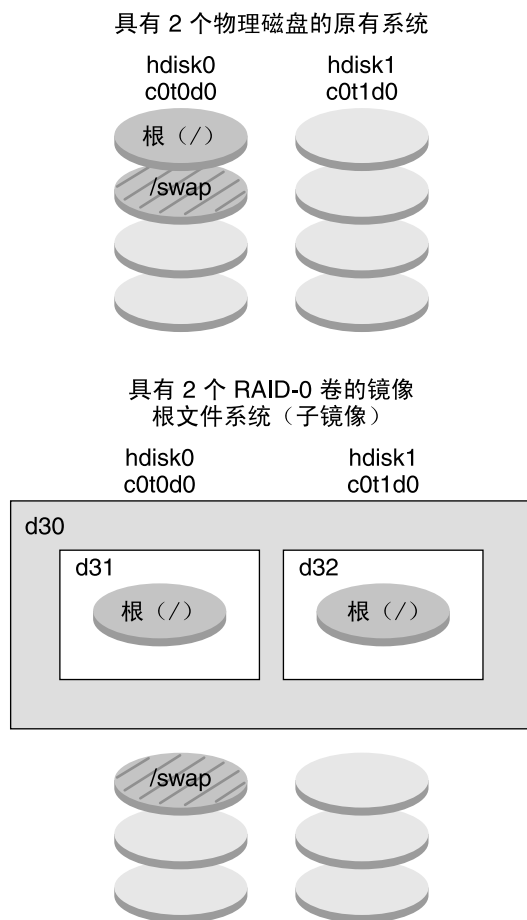 具有 2 个物理磁盘的原有系统
hdisk0
c0t0d0
hdisk1
c0t1d0
根（/）
/swap
具有 2 个 RAID-0 卷的镜像
根文件系统（子镜像）
hdisk0
c0t0d0
hdisk1
c0t1d0
d30
d31
d32
根（/）
根（/）
/swap